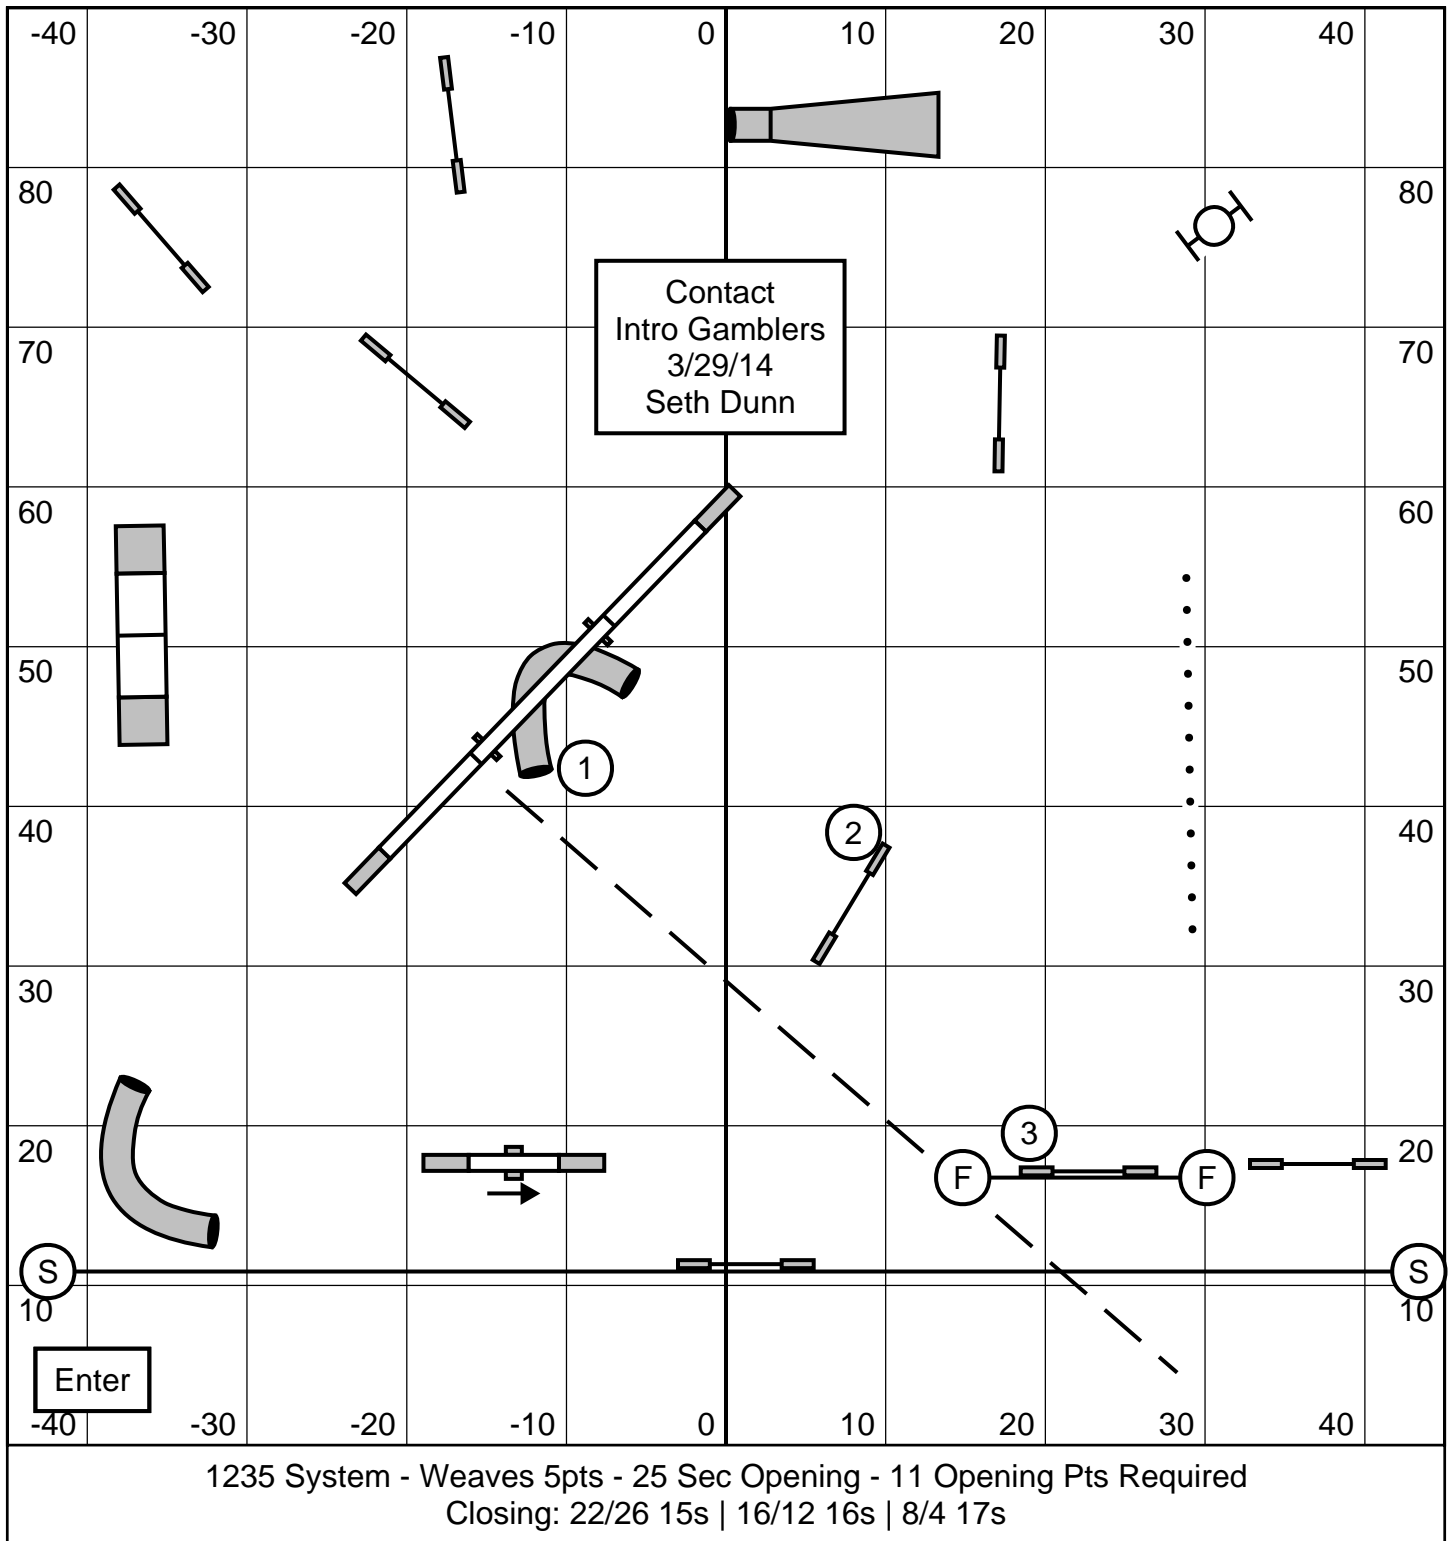 -40 -30 -20 -10 0 10 20 30 40
80 80
Contact
Intro Gamblers
3/29/14
Seth Dunn
70 70
60 60
50 50
1
40 2 40
30 30
3
20 20
F F
S S
10 10
Enter
-40 -30 -20 -10 0 10 20 30 40
1235 System - Weaves 5pts - 25 Sec Opening - 11 Opening Pts Required
Closing: 22/26 15s | 16/12 16s | 8/4 17s